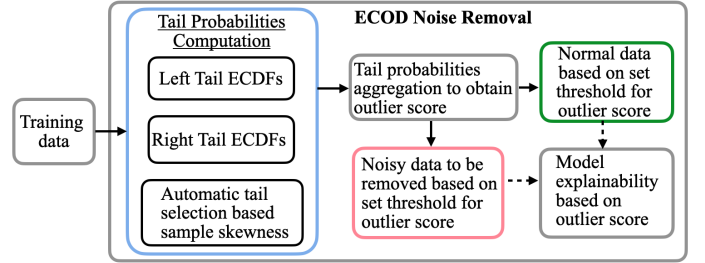 ECOD Noise Removal
Training
data
Tail Probabilities
Computation
Left Tail ECDFs
Right Tail ECDFs
Automatic tail
selection based
sample skewness
Tail probabilities
aggregation to obtain
outlier score
Normal data
based on set
threshold for
outlier score
Noisy data to be
removed based on
set threshold for
outlier score
Model
explainability
based on
outlier score